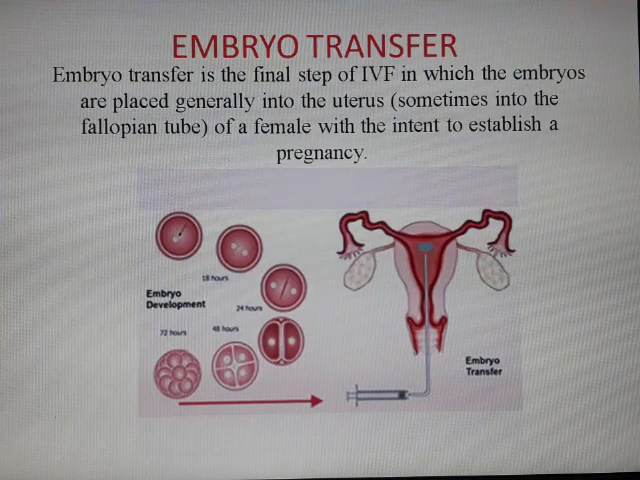 EMBRYO TRANSFER
Embryo transfer is the final step of IVF in which the embryos
are placed generally into the uterus (sometimes into the
fallopian tube) of a female with the intent to establish a
pregnancy.
18 hours
Embryo
Development
24 hours
72 hours
48 hours
Embryo
Transfer